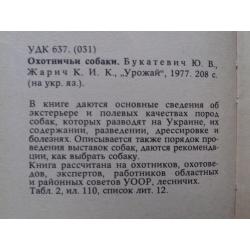 УДК 637. (031)
Охотничьи собаки. Букатевич Ю. В.,
Жарич К. И. К., „Урожай", 1977. 208 с.
(на укр. яз.).
В книге даются основные сведения об
экстерьере и полевых качествах пород
собак, которых разводят на Украине, их
содержании, разведении, дрессировке и
болезнях. Описывается также порядок про-
ведения выставок собак, даются рекомен-
дации, как выбрать собаку.
Книга рассчитана на охотников, охотове-
дов, экспертов, работников областных
и районных советов УООР, лесничих.
Табл. 2, ил. 110, список лит. 12.